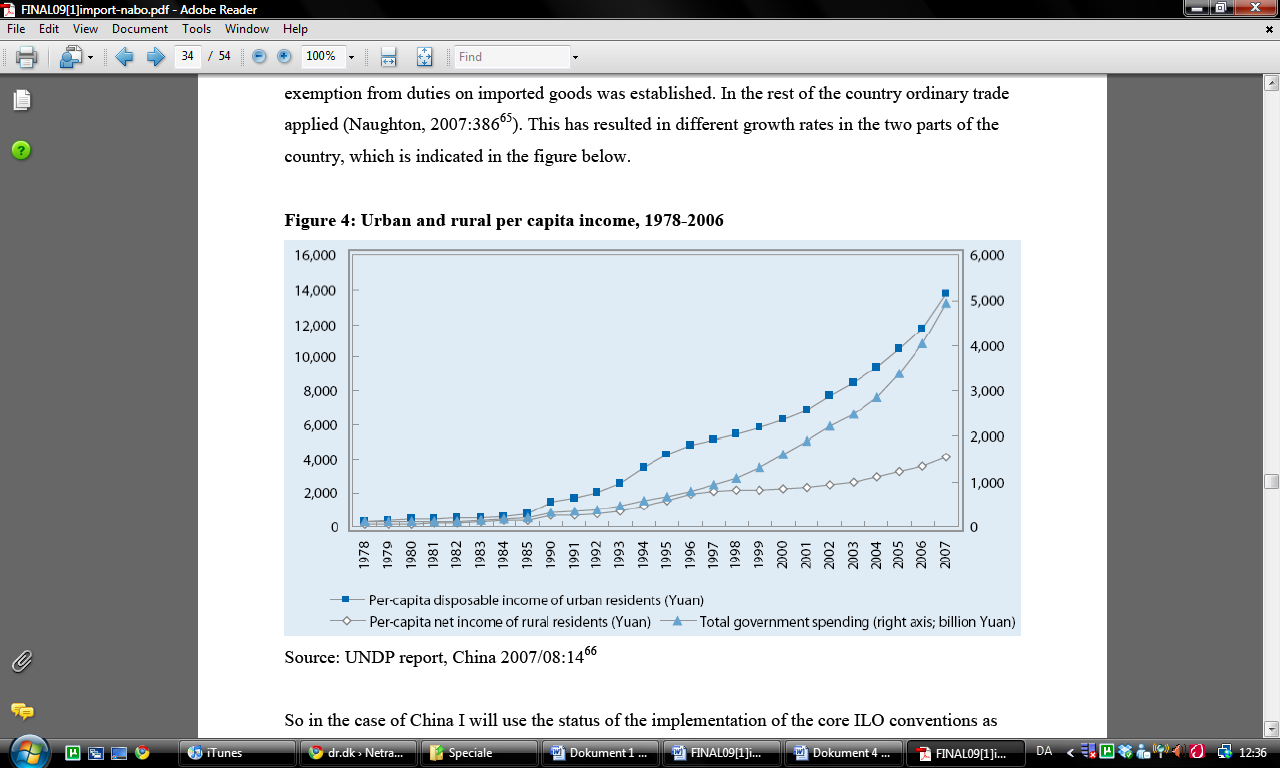 FINAL09[1]import-nabo.pdf - Adobe Reader
File Edit View Document Tools Window Help
34 / 54 100% Find
exemption from duties on imported goods was established. In the rest of the country ordinary trade
applied (Naughton, 2007:386⁶⁵). This has resulted in different growth rates in the two parts of the
country, which is indicated in the figure below.
Figure 4: Urban and rural per capita income, 1978-2006
16,000
14,000
12,000
10,000
8,000
6,000
4,000
2,000
0
6,000
5,000
4,000
3,000
2,000
1,000
0
1978 1979 1980 1981 1982 1983 1984 1985 1990 1991 1992 1993 1994 1995 1996 1997 1998 1999 2000 2001 2002 2003 2004 2005 2006 2007
Per-capita disposable income of urban residents (Yuan)
Per-capita net income of rural residents (Yuan) Total government spending (right axis; billion Yuan)
Source: UNDP report, China 2007/08:14⁶⁶
So in the case of China I will use the status of the implementation of the core ILO conventions as
iTunes dr.dk › Netra... Speciale Dokument 1 ... FINAL09[1]i... Dokument 4 ... FINAL09[1]i... DA 12:36